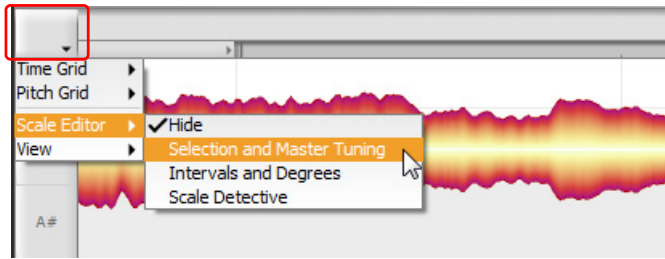 Time Grid
Pitch Grid
Scale Editor
Hide
View
Selection and Master Tuning
Intervals and Degrees
Scale Detective
A#